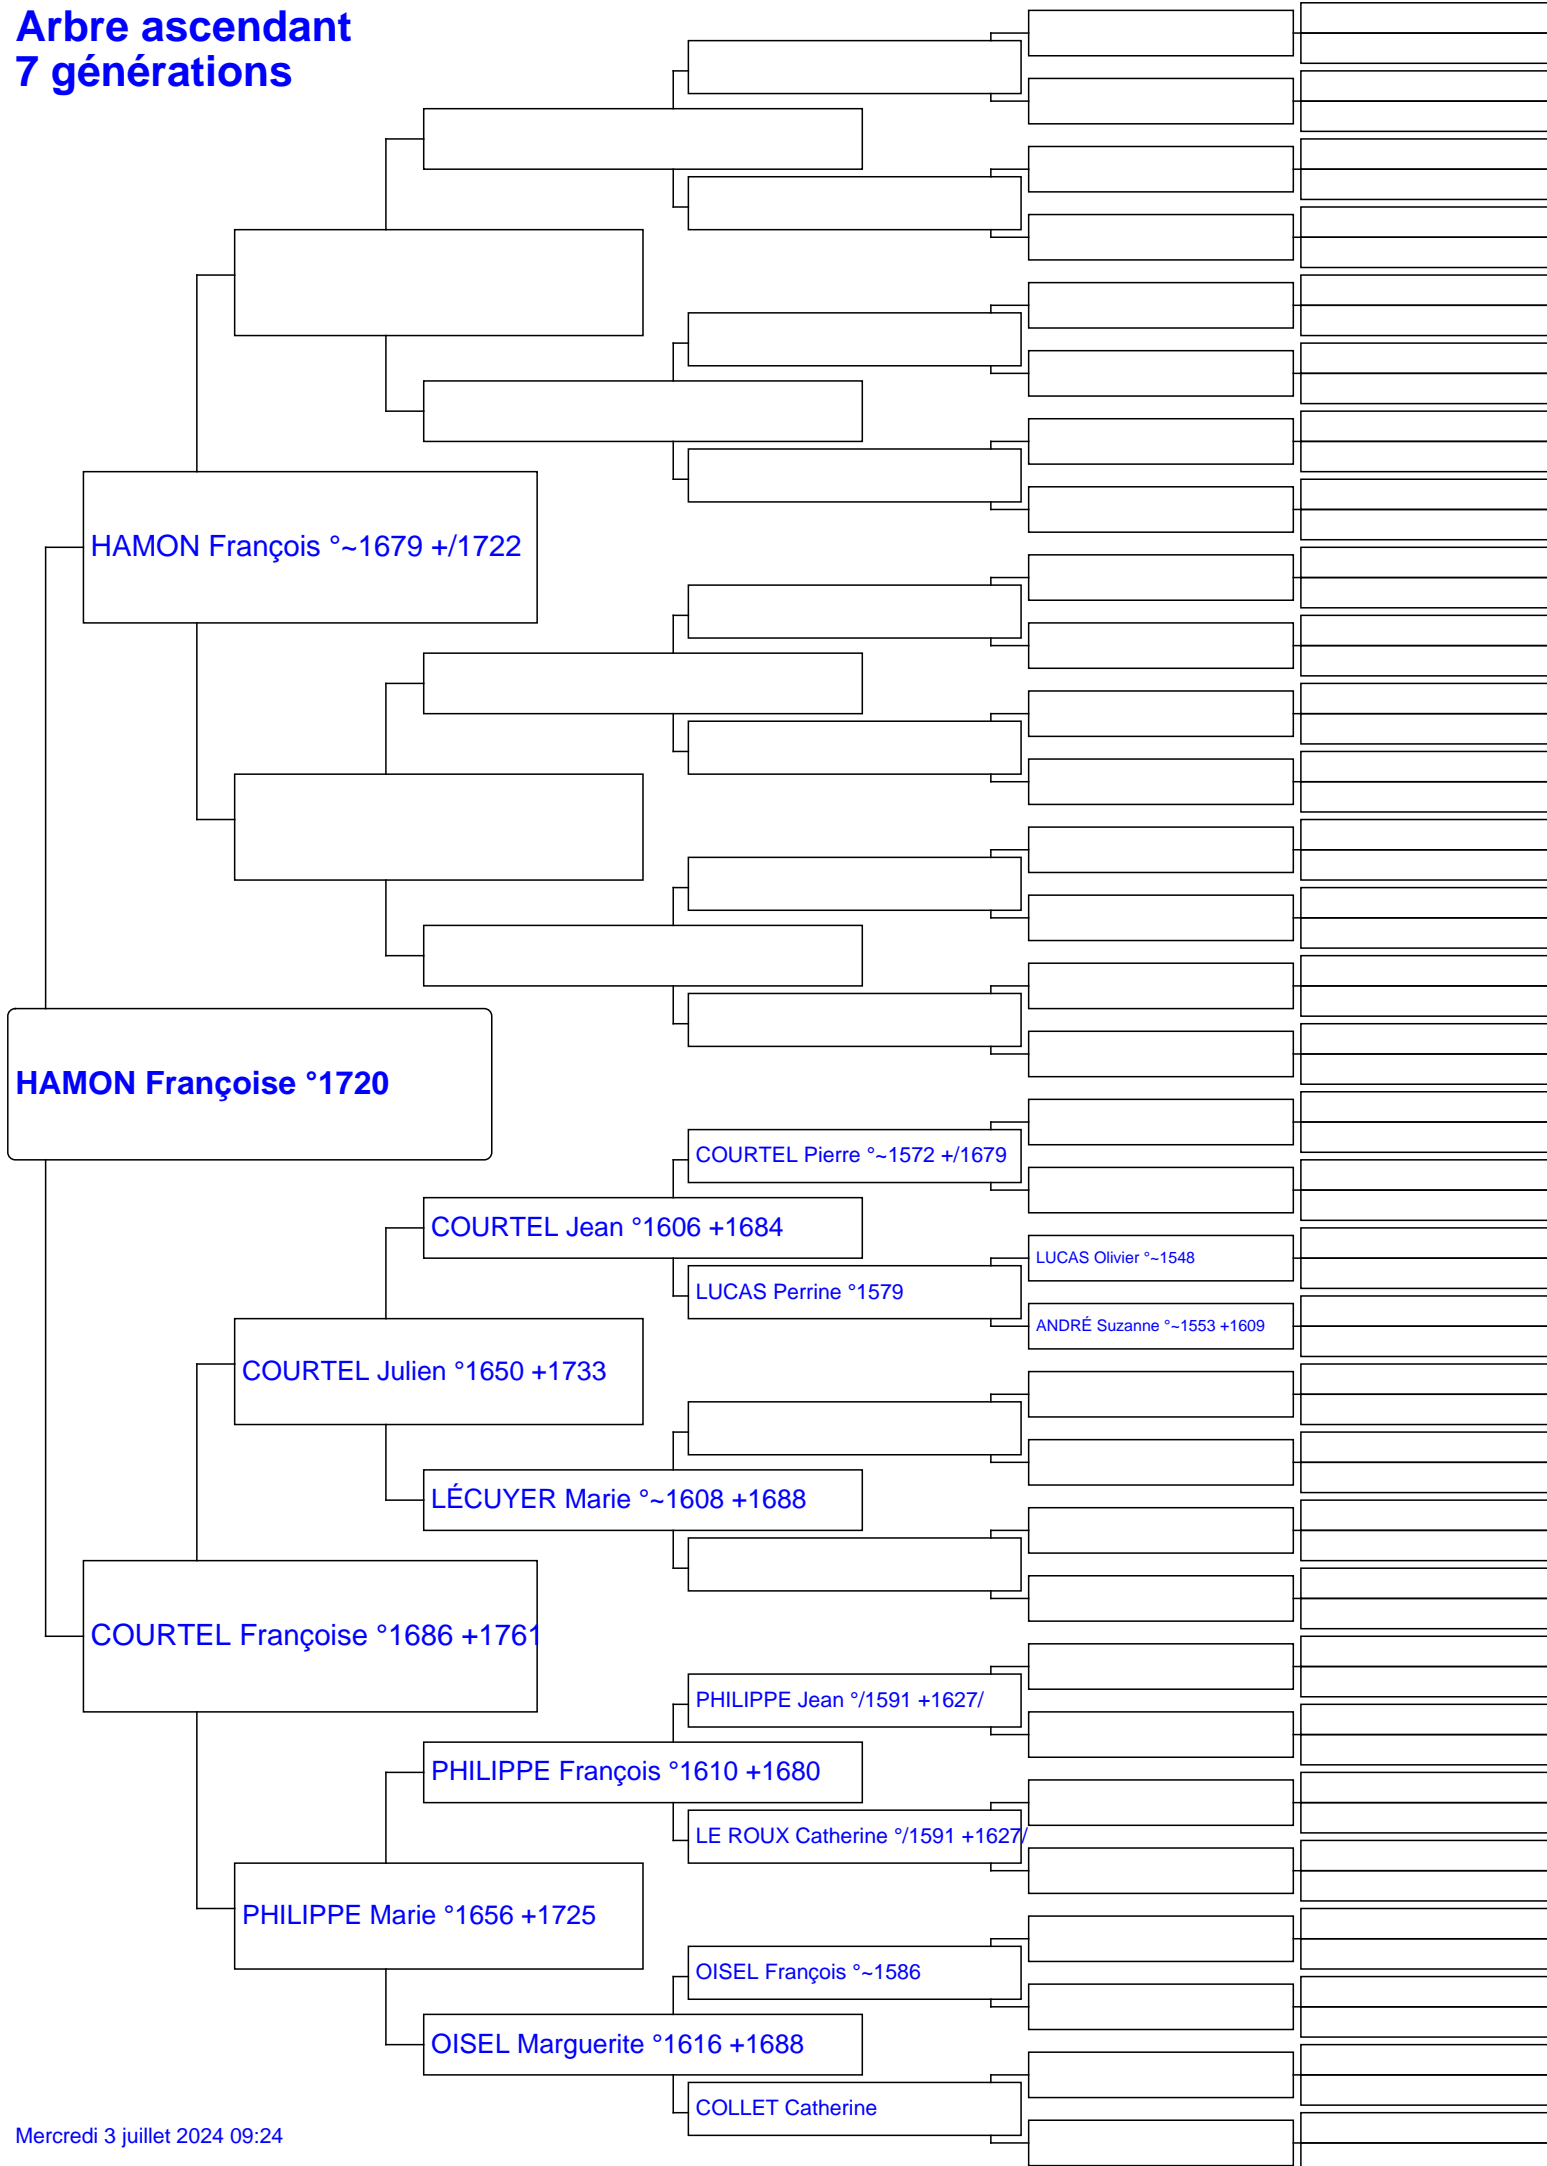 Arbre ascendant
7 générations
HAMON François °~1679 +/1722
HAMON Françoise °1720
COURTEL Pierre °~1572 +/1679
COURTEL Jean °1606 +1684
LUCAS Olivier °~1548
LUCAS Perrine °1579
ANDRÉ Suzanne °~1553 +1609
COURTEL Julien °1650 +1733
LÉCUYER Marie °~1608 +1688
COURTEL Françoise °1686 +1761
PHILIPPE Jean °/1591 +1627/
PHILIPPE François °1610 +1680
LE ROUX Catherine °/1591 +1627/
PHILIPPE Marie °1656 +1725
OISEL François °~1586
OISEL Marguerite °1616 +1688
COLLET Catherine
Mercredi 3 juillet 2024 09:24